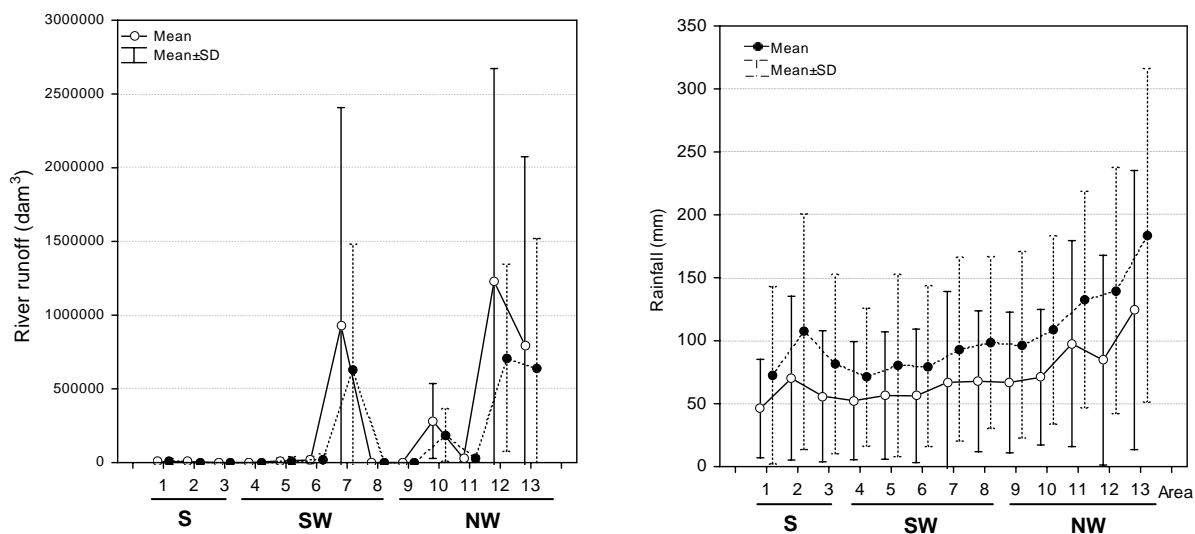 3000000
2500000
2000000
1500000
1000000
500000
0
River runoff (dam³)
Mean
Mean±SD
1 2 3 4 5 6 7 8 9 10 11 12 13
S SW NW
350
300
250
200
150
100
50
0
Rainfall (mm)
Mean
Mean±SD
1 2 3 4 5 6 7 8 9 10 11 12 13 Area
S SW NW